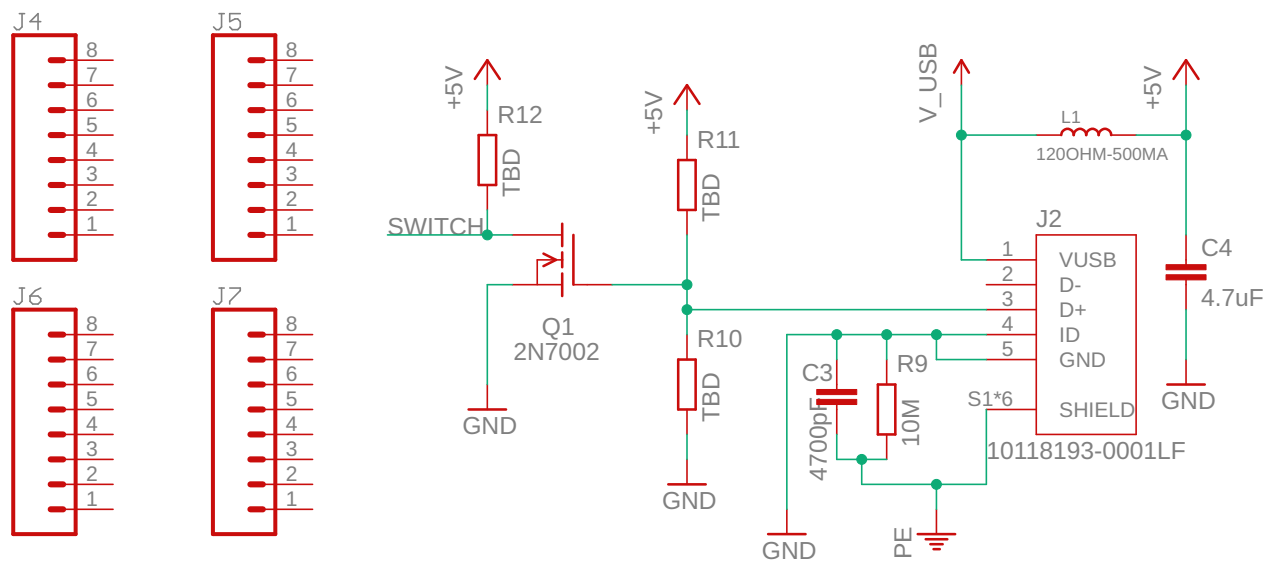 J4
8
7
6
5
4
3
2
1
J5
8
7
6
5
4
3
2
1
J6
8
7
6
5
4
3
2
1
J7
8
7
6
5
4
3
2
1
+5V
R12
TBD
SWITCH
Q1
2N7002
GND
+5V
R11
TBD
R10
TBD
GND
V_USB
L1
120OHM-500MA
+5V
J2
1 VUSB
2 D-
3 D+
4 ID
5 GND
S1*6 SHIELD
10118193-0001LF
C4
4.7uF
GND
C3
4700pF
R9
10M
GND
PE